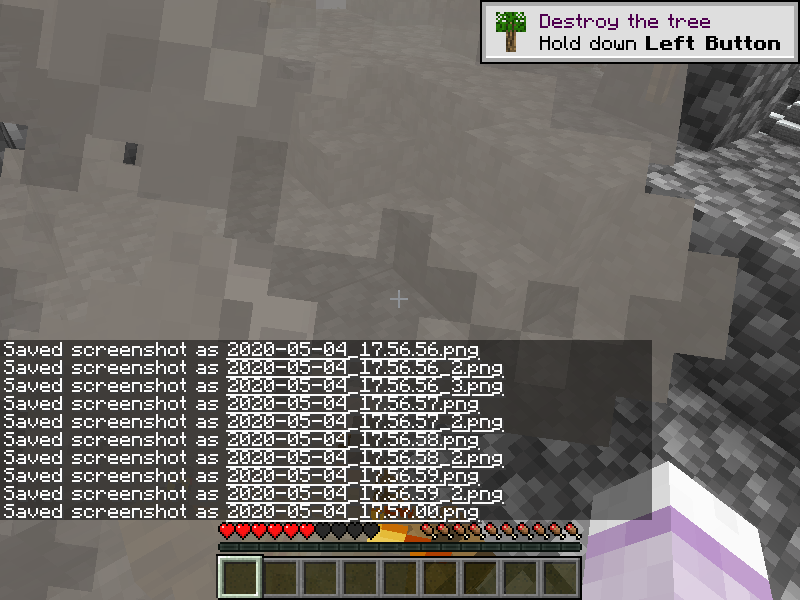 Destroy the tree
Hold down Left Button
Saved screenshot as 2020-05-04_17.56.56.png
Saved screenshot as 2020-05-04_17.56.56_2.png
Saved screenshot as 2020-05-04_17.56.56_3.png
Saved screenshot as 2020-05-04_17.56.57.png
Saved screenshot as 2020-05-04_17.56.57_2.png
Saved screenshot as 2020-05-04_17.56.58.png
Saved screenshot as 2020-05-04_17.56.58_2.png
Saved screenshot as 2020-05-04_17.56.59.png
Saved screenshot as 2020-05-04_17.56.59_2.png
Saved screenshot as 2020-05-04_17.57.00.png